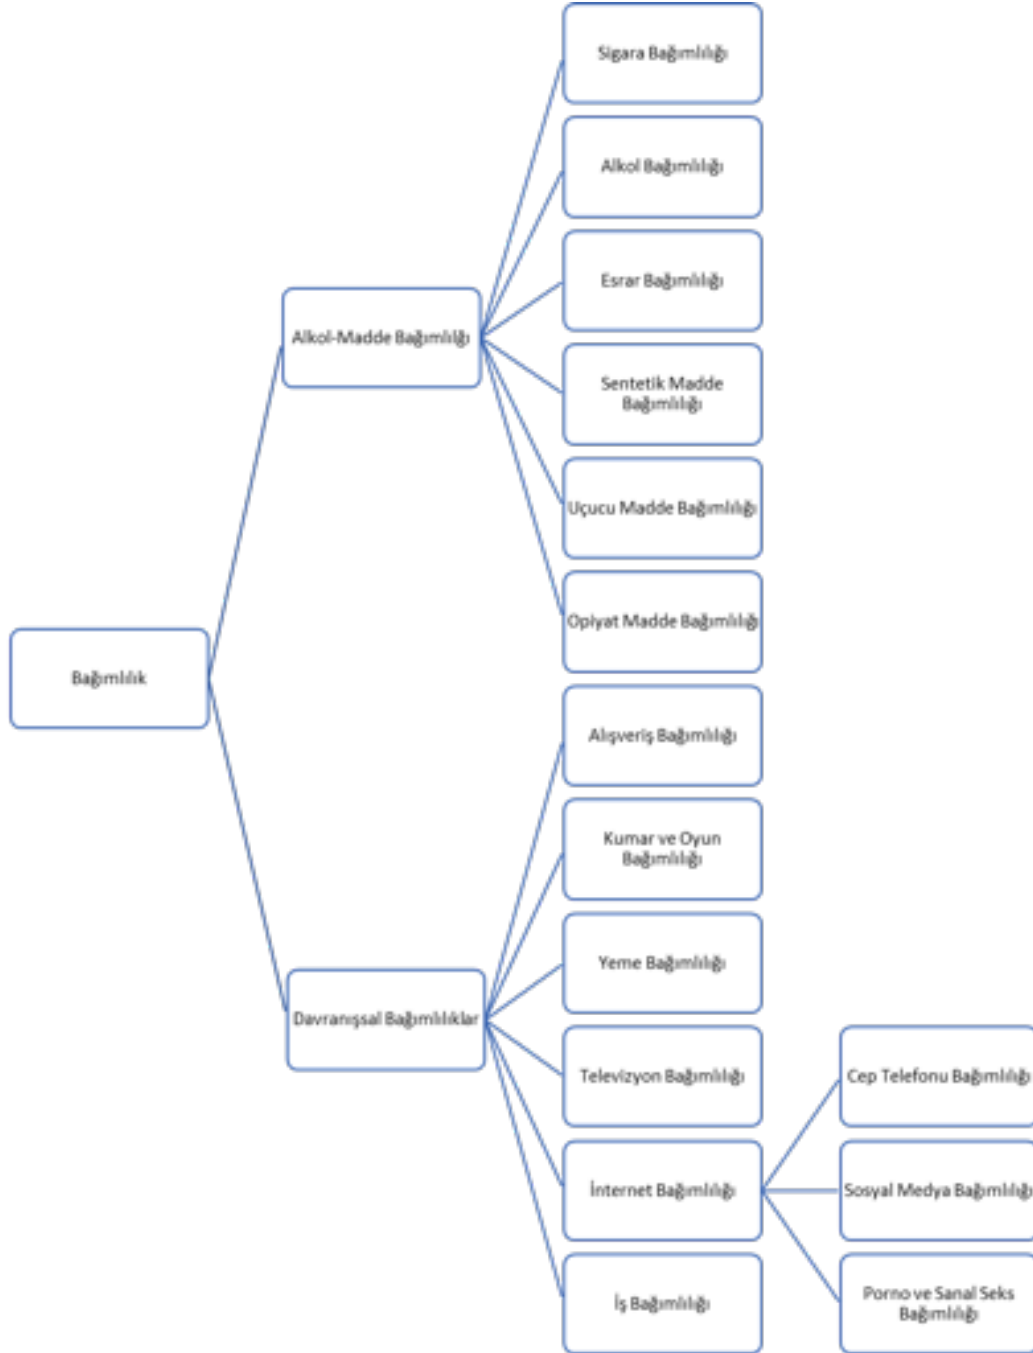 Sigara Bağımlılığı
Alkol Bağımlılığı
Esrar Bağımlılığı
Alkol-Madde Bağımlılğı
Sentetik Madde
Bağımlılığı
Uçucu Madde Bağımlılığı
Opiyat Madde Bağımlılığı
Bağımlılık
Alışveriş Bağımlılığı
Kumar ve Oyun
Bağımlılığı
Yeme Bağımlılığı
Davranışsal Bağımlılıklar
Televizyon Bağımlılığı
Cep Telefonu Bağımlılığı
İnternet Bağımlılığı
Sosyal Medya Bağımlılığı
İş Bağımlılığı
Porno ve Sanal Seks
Bağımlılığı